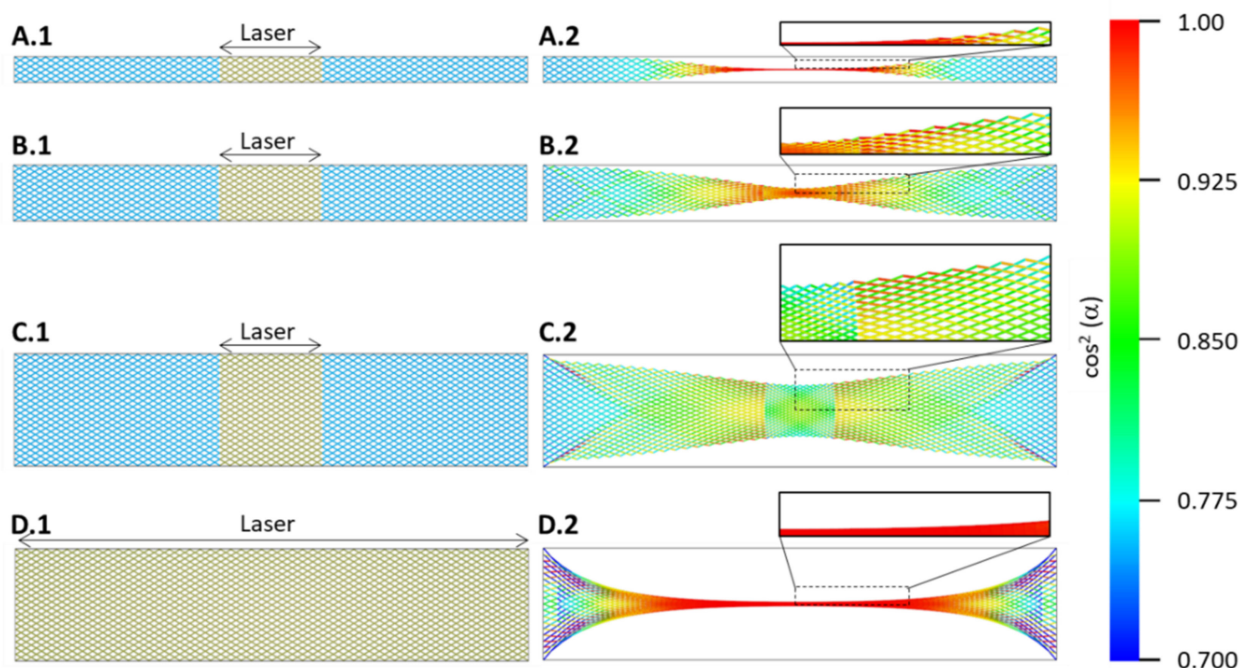 A.1
Laser
A.2
B.1
Laser
B.2
C.1
Laser
C.2
D.1
Laser
D.2
1.00
0.925
0.850
0.775
0.700
cos² (α)